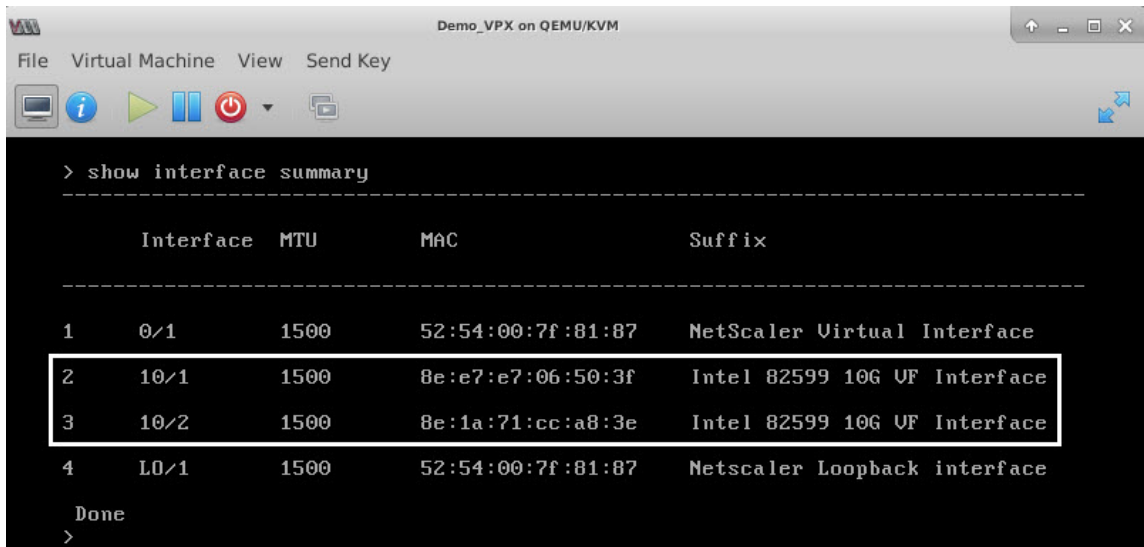 Demo_VPX on QEMU/KVM
File Virtual Machine View Send Key
> show interface summary
--------------------------------------------------------------------------------
Interface MTU MAC Suffix
--------------------------------------------------------------------------------
1 0/1 1500 52:54:00:7f:81:87 NetScaler Virtual Interface
2 10/1 1500 8e:e7:e7:06:50:3f Intel 82599 10G VF Interface
3 10/2 1500 8e:1a:71:cc:a8:3e Intel 82599 10G VF Interface
4 LO/1 1500 52:54:00:7f:81:87 Netscaler Loopback interface
Done
>